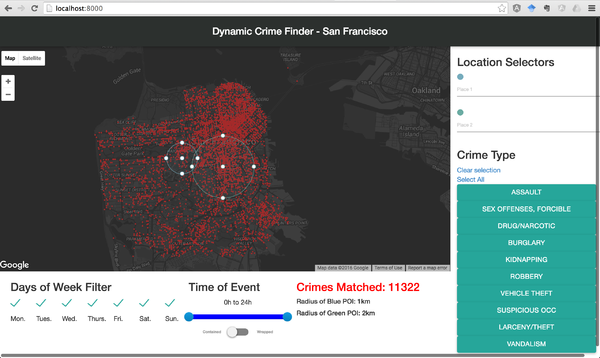 localhost:8000
Dynamic Crime Finder - San Francisco
Map Satellite
+
−
Oakland
Google
Map data ©2016 Google
Terms of Use
Report a map error
Location Selectors
Place 1
Place 2
Crime Type
Clear selection
Select All
ASSAULT
SEX OFFENSES, FORCIBLE
DRUG/NARCOTIC
BURGLARY
KIDNAPPING
ROBBERY
VEHICLE THEFT
SUSPICIOUS OCC
LARCENY/THEFT
VANDALISM
Days of Week Filter
Mon. Tues. Wed. Thurs. Fri. Sat. Sun.
Time of Event
0h to 24h
Contained Wrapped
Crimes Matched: 11322
Radius of Blue POI: 1km
Radius of Green POI: 2km